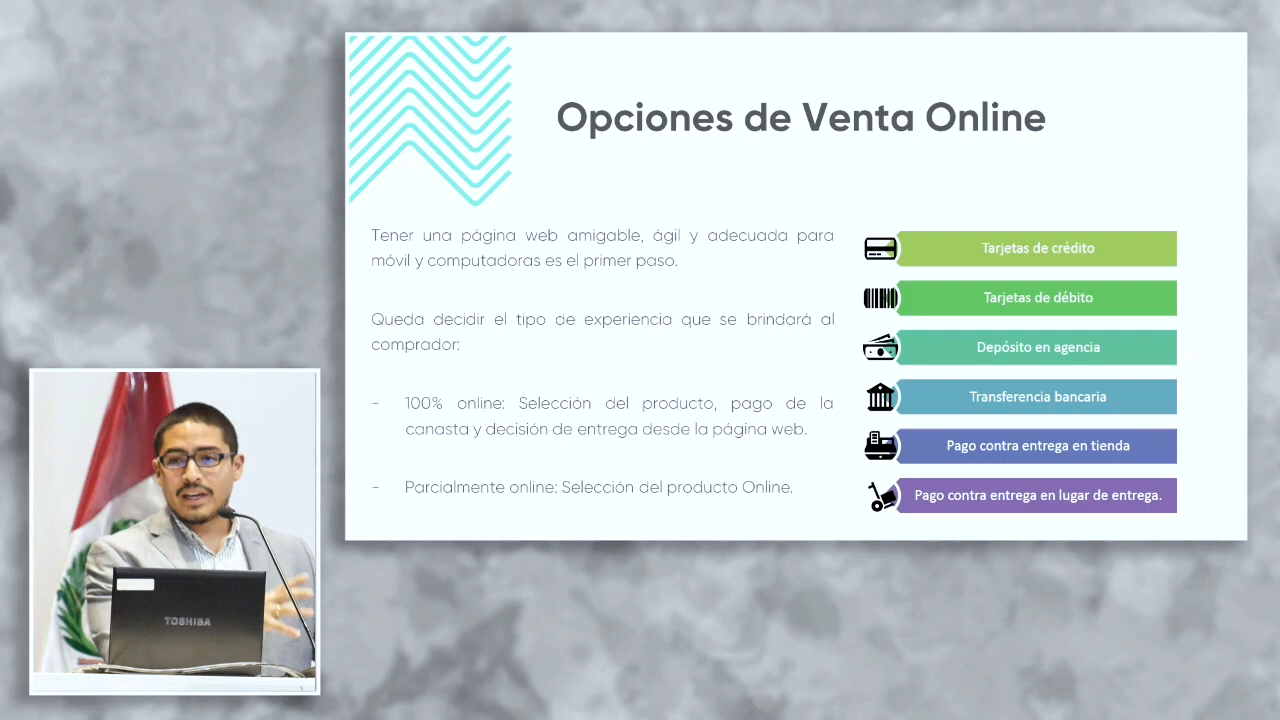 Opciones de Venta Online
Tener una página web amigable, ágil y adecuada para
móvil y computadoras es el primer paso.
Queda decidir el tipo de experiencia que se brindará al
comprador:
- 100% online: Selección del producto, pago de la
canasta y decisión de entrega desde la página web.
- Parcialmente online: Selección del producto Online.
Tarjetas de crédito
Tarjetas de débito
Depósito en agencia
Transferencia bancaria
Pago contra entrega en tienda
Pago contra entrega en lugar de entrega.
TOSHIBA